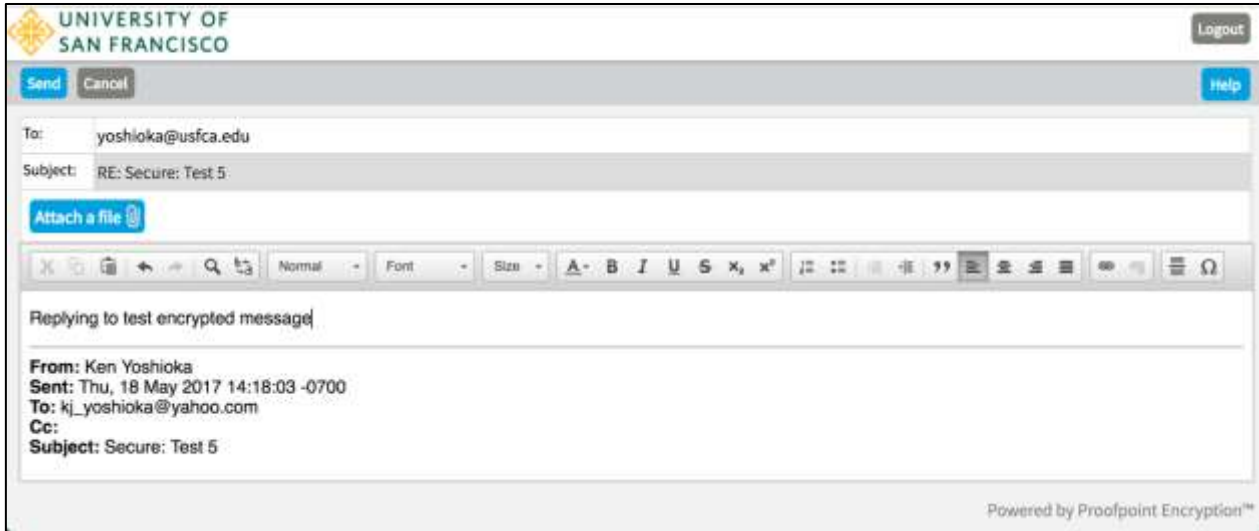 UNIVERSITY OF
SAN FRANCISCO
Logout
Send Cancel Help
To: yoshioka@usfca.edu
Subject: RE: Secure: Test 5
Attach a file
Normal Font Size A B I U S x₂ x² Ω
Replying to test encrypted message
From: Ken Yoshioka
Sent: Thu, 18 May 2017 14:18:03 -0700
To: kj_yoshioka@yahoo.com
Cc:
Subject: Secure: Test 5
Powered by Proofpoint Encryption™